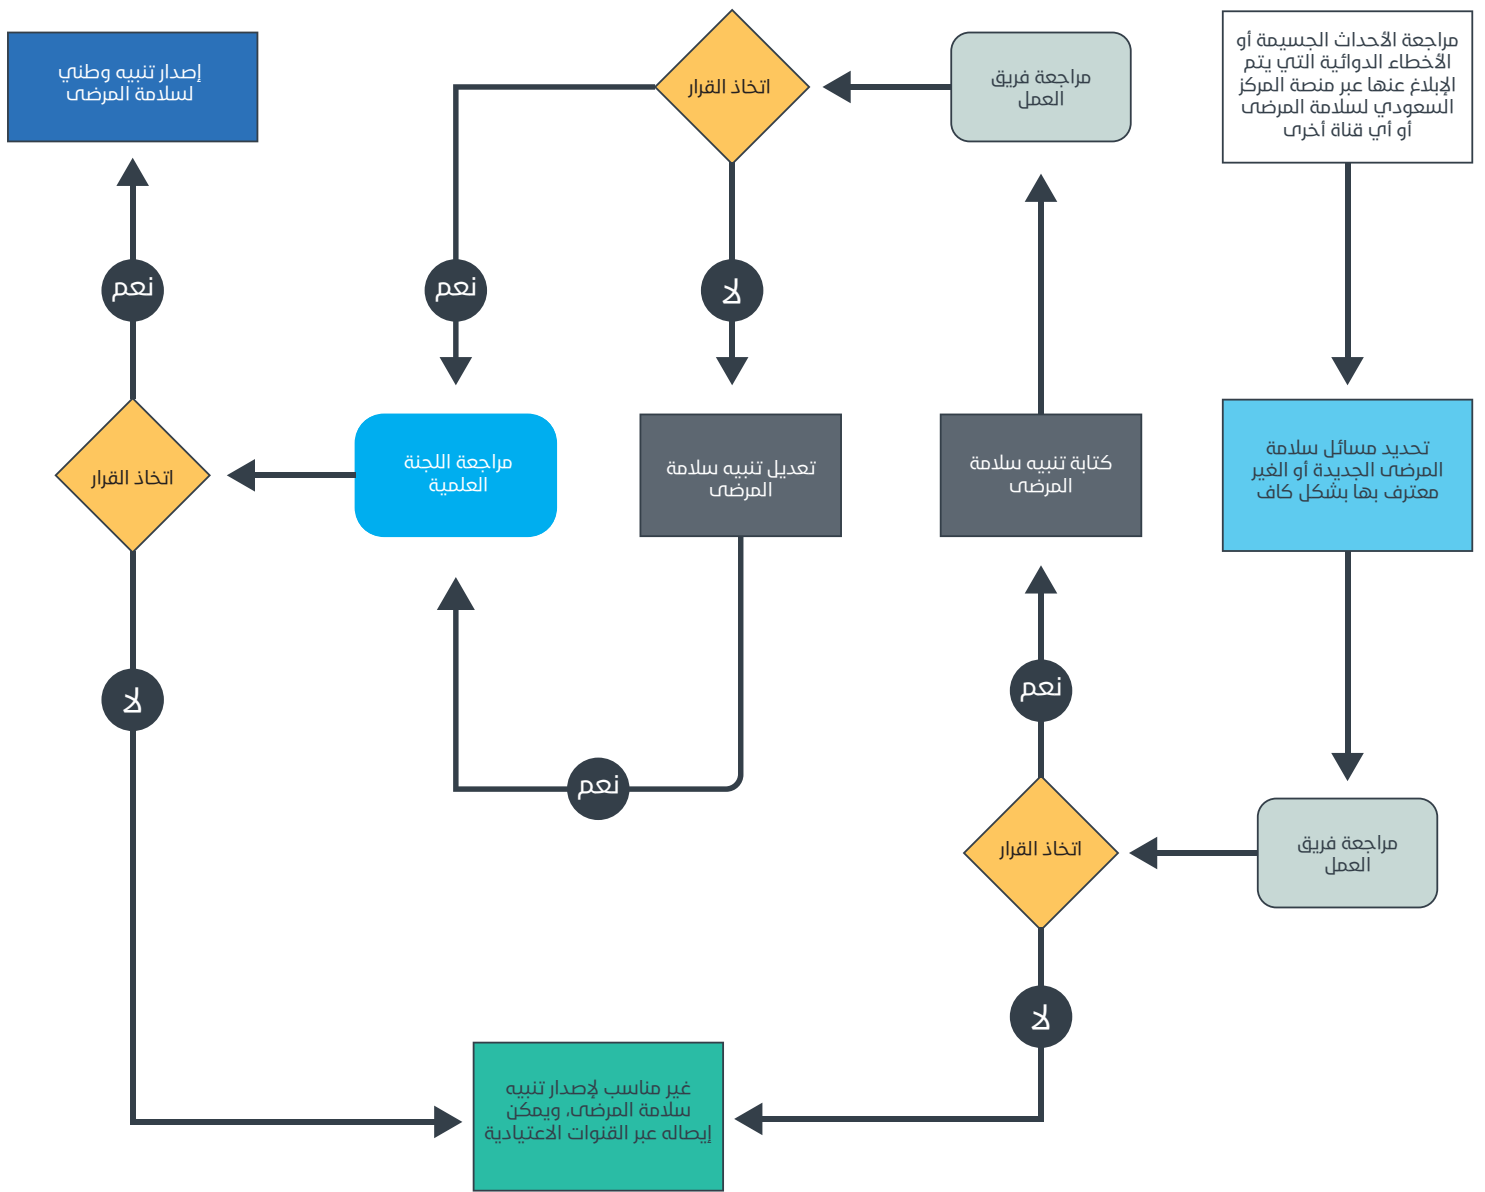 مراجعة الأحداث الجسيمة أو
الأخطاء الدوائية التي يتم
الإبلاغ عنها عبر منصة المركز
السعودي لسلامة المرضى
أو أي قناة أخرى
تحديد مسائل سلامة
المرضى الجديدة أو الغير
معترف بها بشكل كاف
مراجعة فريق
العمل
اتخاذ القرار
نعم
لا
كتابة تنبيه سلامة
المرضى
مراجعة فريق
العمل
اتخاذ القرار
لا
نعم
تعديل تنبيه سلامة
المرضى
نعم
مراجعة اللجنة
العلمية
اتخاذ القرار
نعم
لا
إصدار تنبيه وطني
لسلامة المرضى
غير مناسب لإصدار تنبيه
سلامة المرضى، ويمكن
إيصاله عبر القنوات الاعتيادية